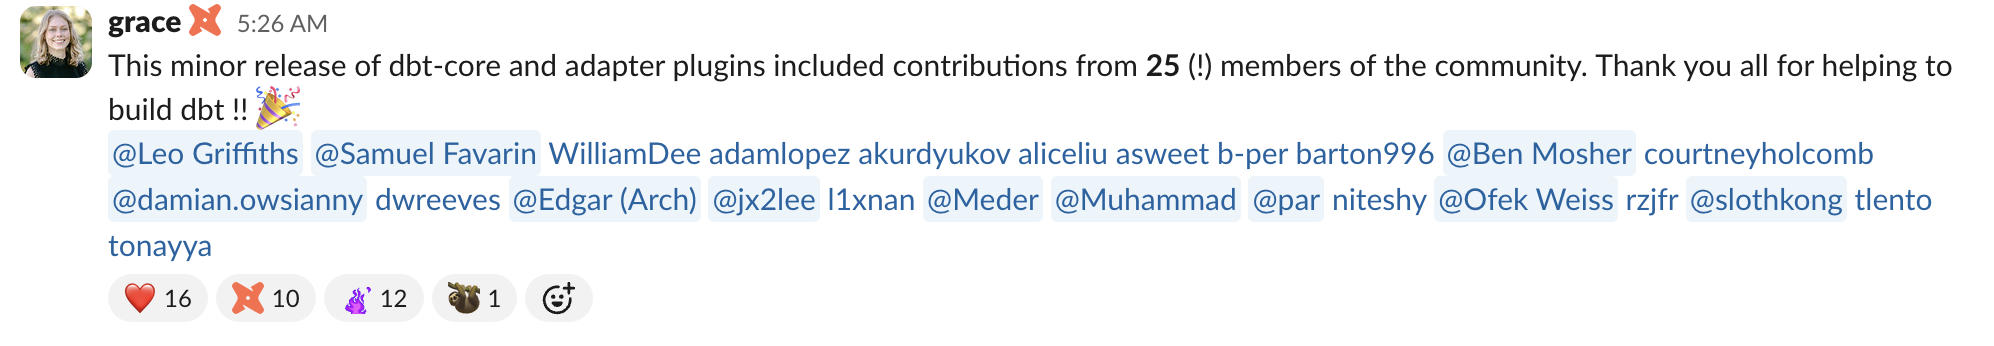 grace 5:26 AM
This minor release of dbt-core and adapter plugins included contributions from 25 (!) members of the community. Thank you all for helping to
build dbt !!
@Leo Griffiths @Samuel Favarin WilliamDee adamlopez akurdyukov aliceliu asweet b-per barton996 @Ben Mosher courtneyholcomb
@damian.owsianny dwreeves @Edgar (Arch) @jx2lee l1xnan @Meder @Muhammad @par niteshy @Ofek Weiss rzjfr @slothkong tlento
tonayya
16 10 12 1